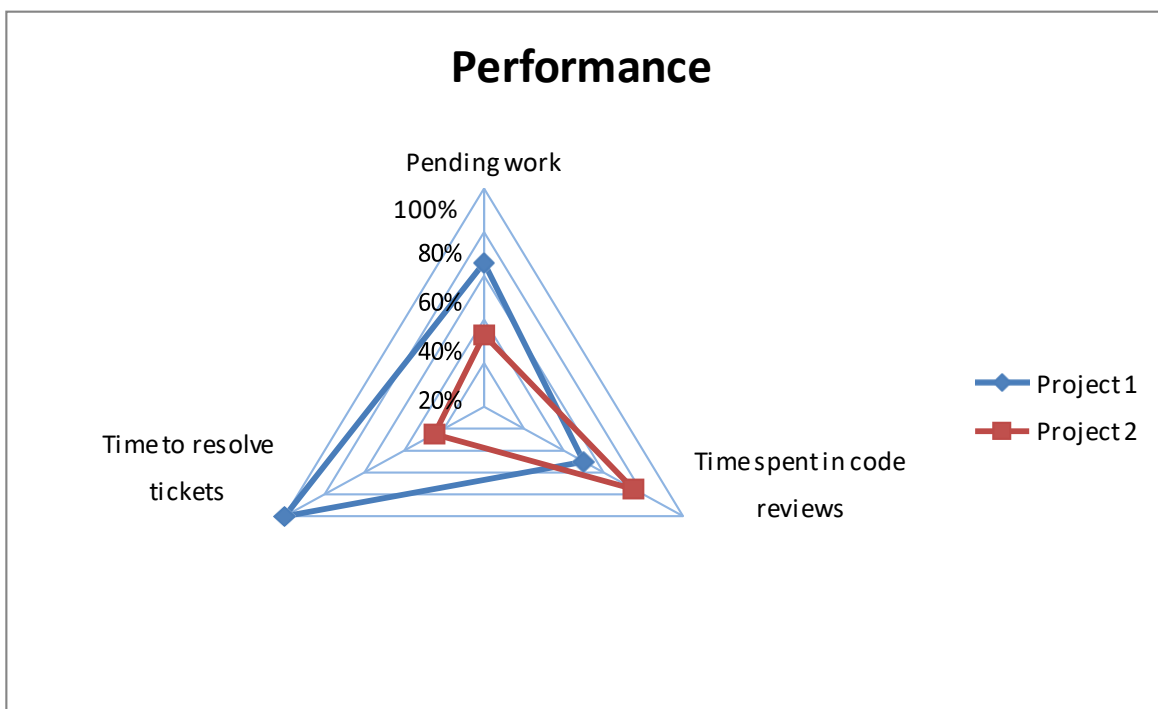 Performance
Pending work
100%
80%
60%
40%
20%
Time to resolve
tickets
Time spent in code
reviews
Project 1
Project 2